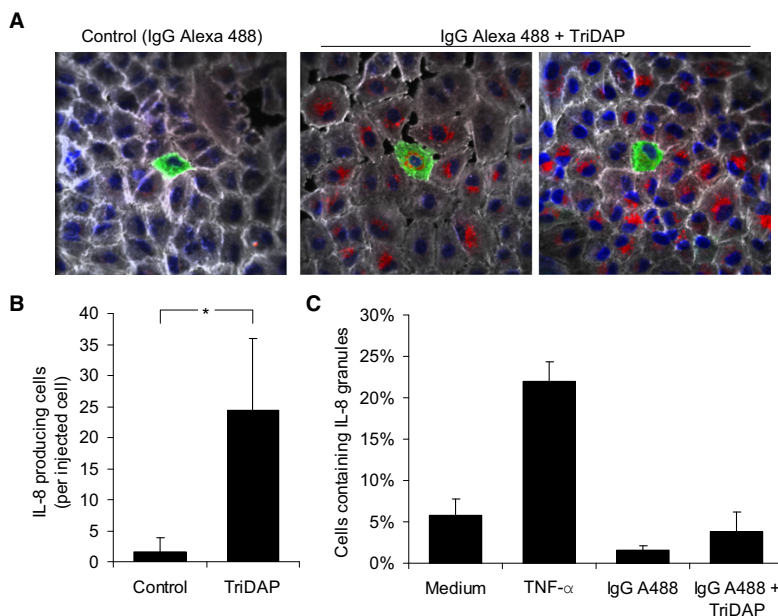 A
Control (IgG Alexa 488)
IgG Alexa 488 + TriDAP
B
IL-8 producing cells
(per injected cell)
40
35
30
25
20
15
10
5
0
*
Control
TriDAP
C
Cells containing IL-8 granules
30%
25%
20%
15%
10%
5%
0%
Medium
TNF-α
IgG A488
IgG A488 +
TriDAP